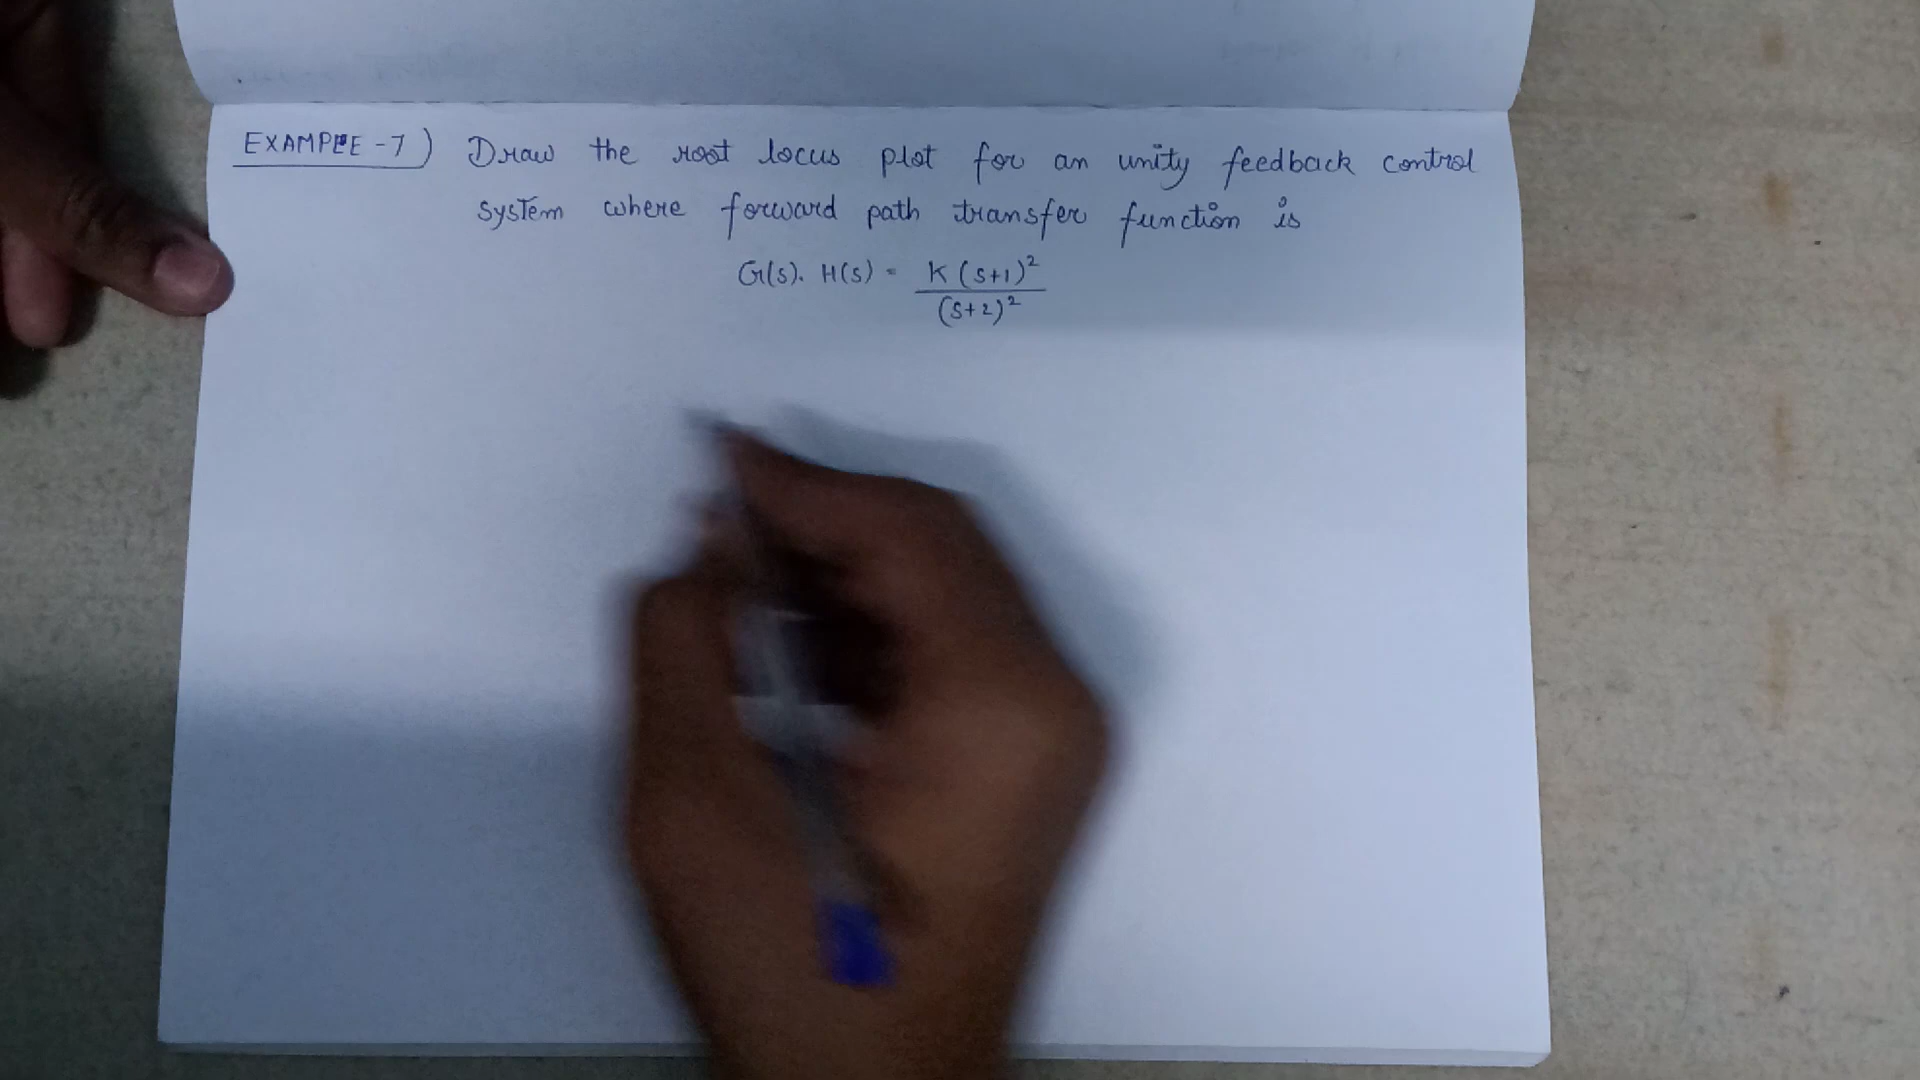 EXAMPLE-7) Draw the root locus plot for an unity feedback control
system where forward path transfer function is
G(s). H(s) = K(s+1)²
(s+2)²